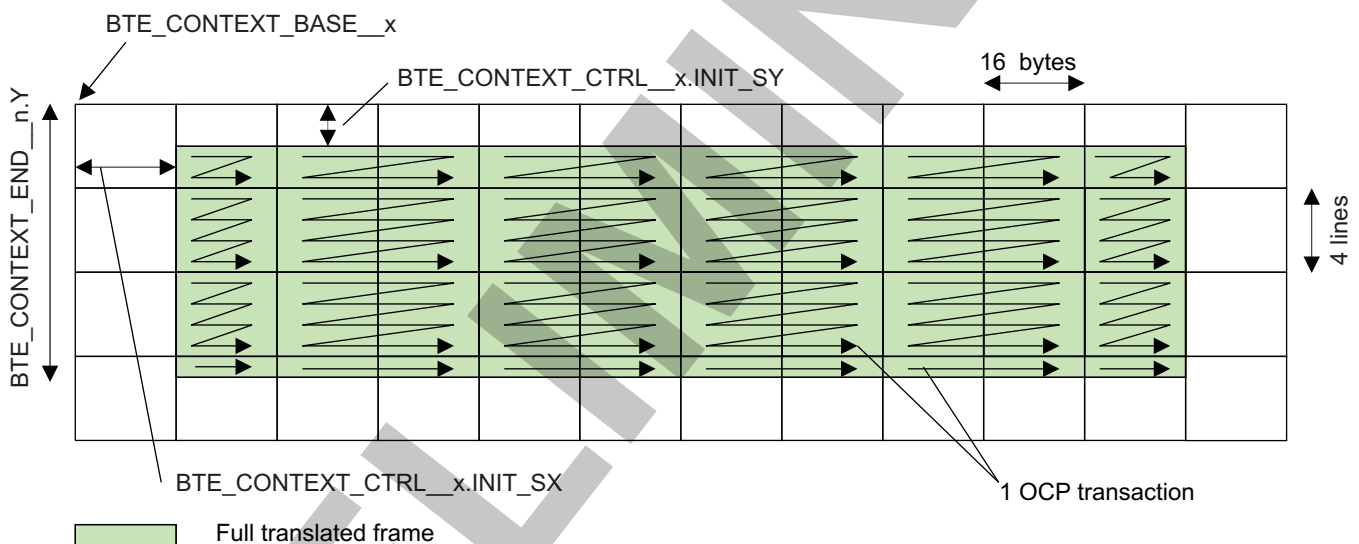 BTE_CONTEXT_BASE__x
BTE_CONTEXT_CTRL__x.INIT_SY
16 bytes
BTE_CONTEXT_END__n.Y
4 lines
BTE_CONTEXT_CTRL__x.INIT_SX
1 OCP transaction
Full translated frame